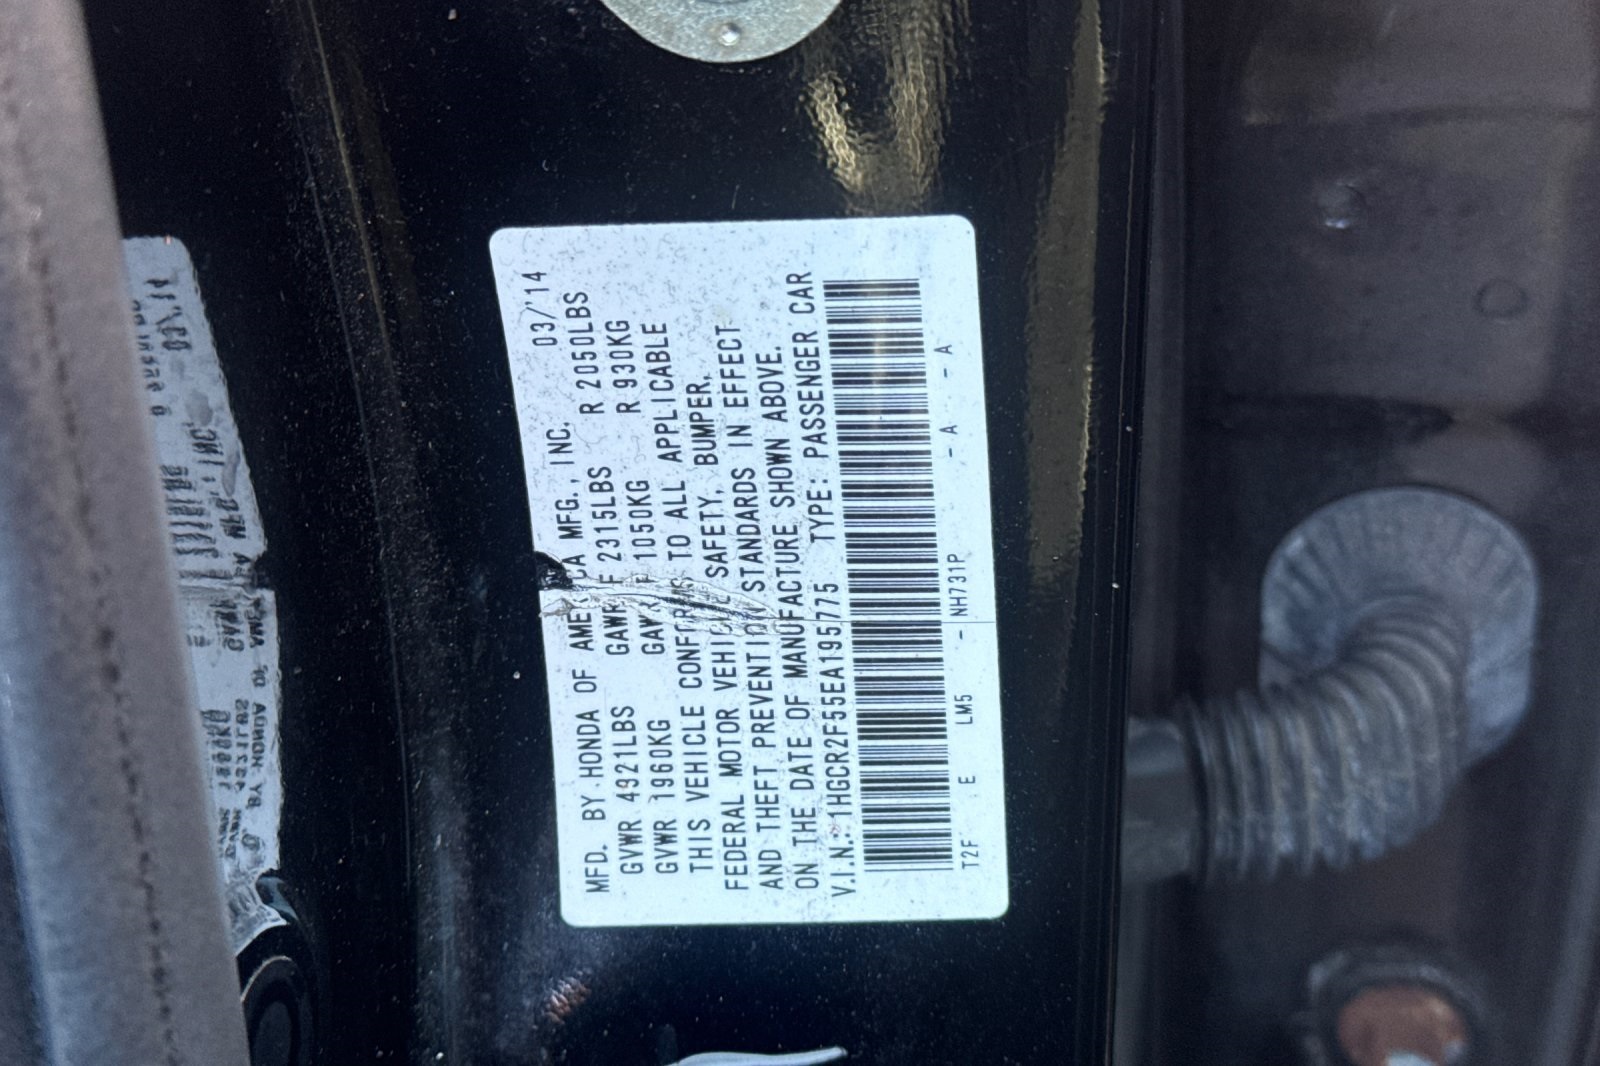 MFD. BY HONDA OF AMERICA MFG., INC. 03/'14
GVWR 4321LBS GAWR F 2315LBS R 2050LBS
GVWR 1960KG GAWR F 1050KG R 930KG
THIS VEHICLE CONFORMS TO ALL APPLICABLE
FEDERAL MOTOR VEHICLE SAFETY, BUMPER,
AND THEFT PREVENTION STANDARDS IN EFFECT
ON THE DATE OF MANUFACTURE SHOWN ABOVE.
V.I.N.: 1HGCR2F55EA195775 TYPE: PASSENGER CAR
T2F E LM5 - NH731P - A - - A